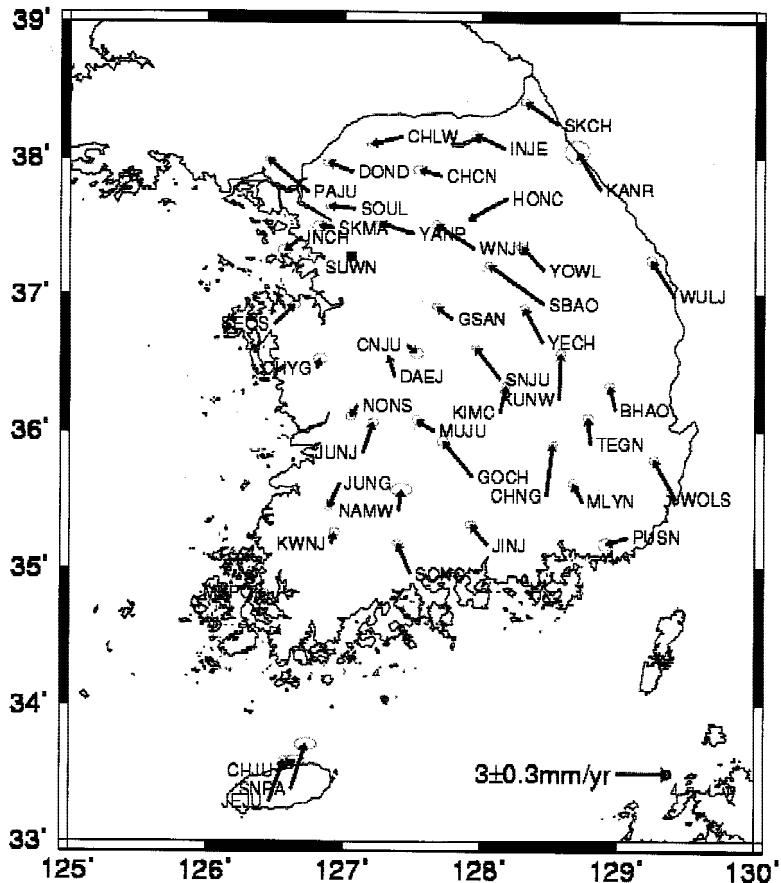 39°
38°
37°
36°
35°
34°
33°
125°
126°
127°
128°
129°
130°
SKCH
CHLW
INJE
DOND
CHCN
KANR
PAJU
HONC
SOUL
SKMA
YANP
JNCH
WNJU
SUWN
YOWL
SBAO
WULJ
GSAN
CNJU
YECH
CHYG
DAEJ
SNJU
KUNW
KIMC
BHAO
NONS
MUJU
TEGN
JUNJ
GOCH
CHNG
JUNG
NAMW
MLYN
WOLS
KWNJ
JINJ
PUSN
CHJU
JEJU
3±0.3mm/yr